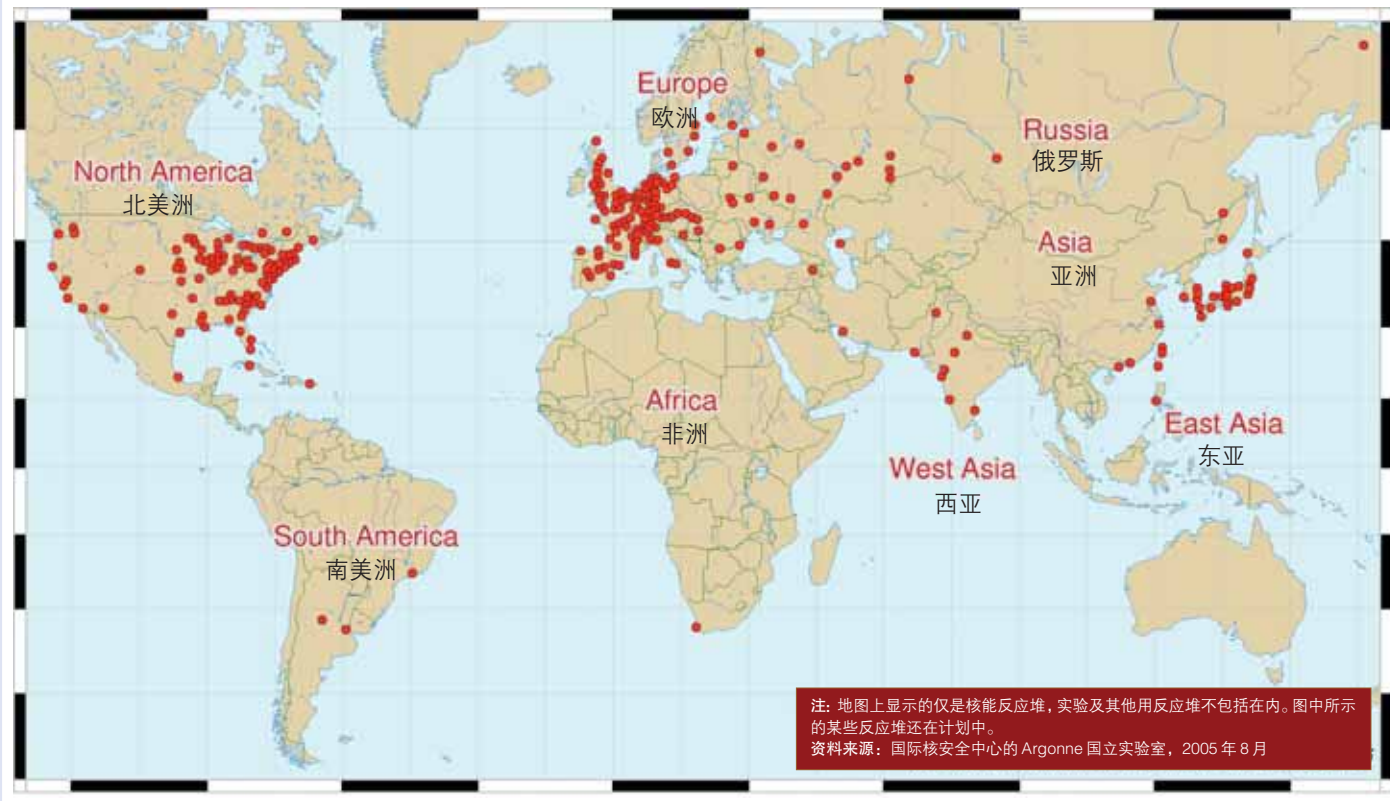 Europe
欧洲
Russia
俄罗斯
North America
北美洲
Asia
亚洲
Africa
非洲
East Asia
东亚
West Asia
西亚
South America
南美洲
注: 地图上显示的仅是核能反应堆，实验及其他用反应堆不包括在内。图中所示
的某些反应堆还在计划中。
资料来源：国际核安全中心的 Argonne 国立实验室，2005 年 8 月